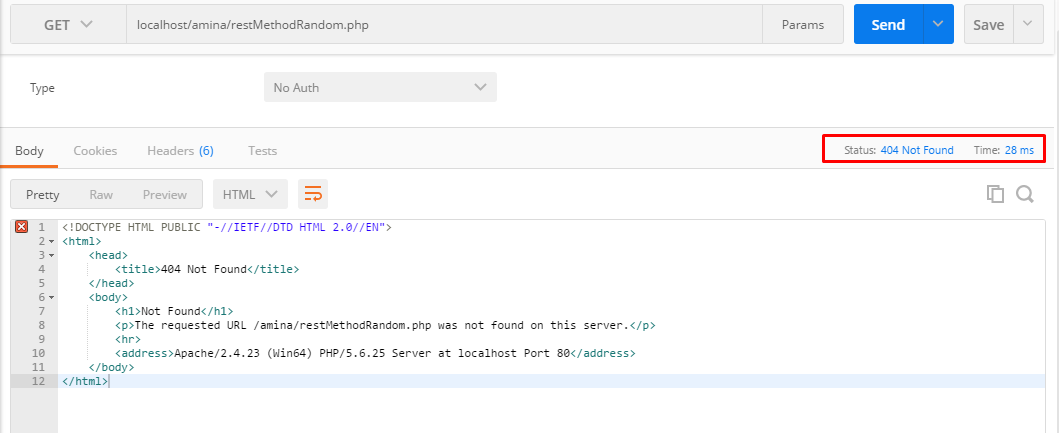 GET localhost/amina/restMethodRandom.php Params Send Save
Type No Auth
Body Cookies Headers (6) Tests Status: 404 Not Found Time: 28 ms
Pretty Raw Preview HTML
1 <!DOCTYPE HTML PUBLIC "-//IETF//DTD HTML 2.0//EN">
2 <html>
3 <head>
4 <title>404 Not Found</title>
5 </head>
6 <body>
7 <h1>Not Found</h1>
8 <p>The requested URL /amina/restMethodRandom.php was not found on this server.</p>
9 <hr>
10 <address>Apache/2.4.23 (Win64) PHP/5.6.25 Server at localhost Port 80</address>
11 </body>
12 </html>